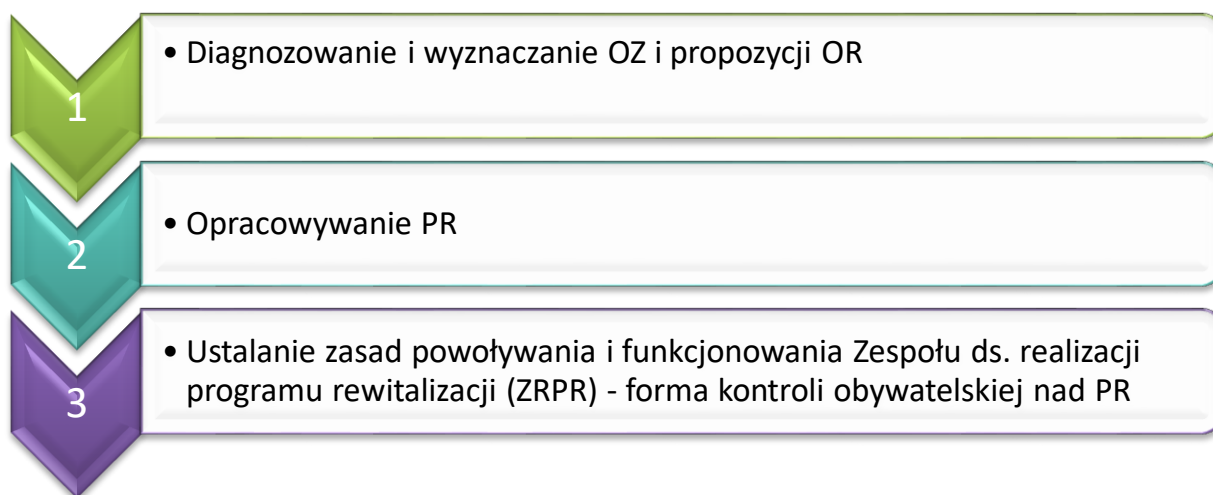 1
• Diagnozowanie i wyznaczanie OZ i propozycji OR
2
• Opracowywanie PR
3
• Ustalanie zasad powoływania i funkcjonowania Zespołu ds. realizacji
programu rewitalizacji (ZRPR) - forma kontroli obywatelskiej nad PR